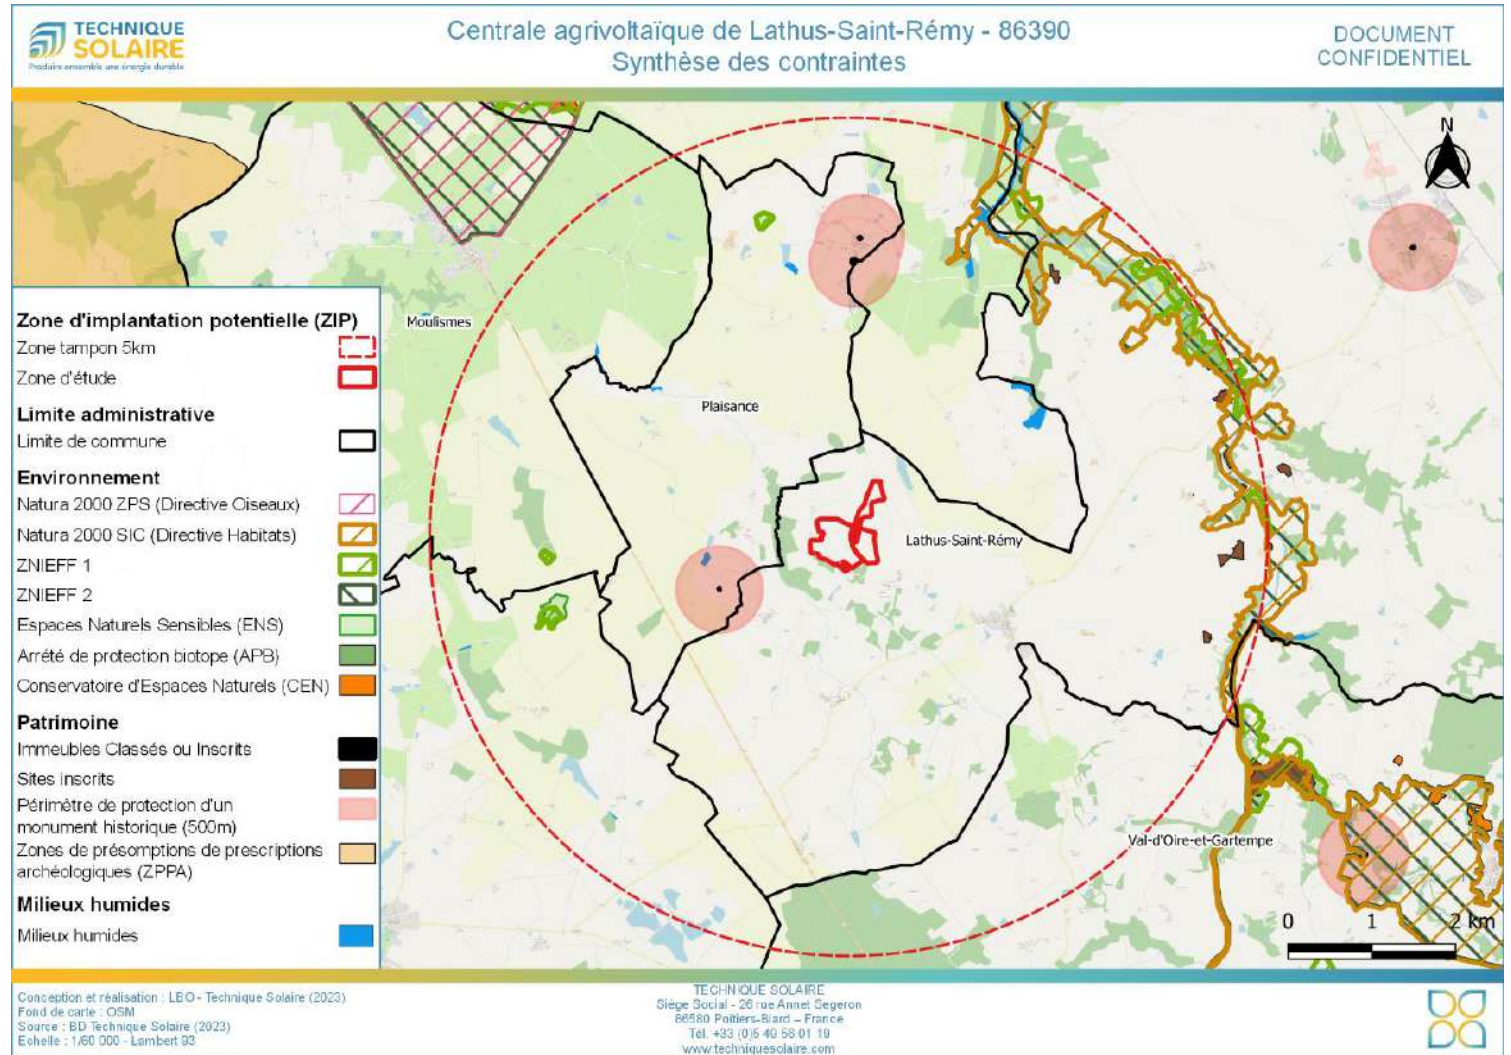 TECHNIQUE
SOLAIRE
Produire ensemble une énergie durable
Centrale agrivoltaïque de Lathus-Saint-Rémy - 86390
Synthèse des contraintes
DOCUMENT
CONFIDENTIEL
N
Zone d'implantation potentielle (ZIP)
Zone tampon 5km
Zone d'étude
Limite administrative
Limite de commune
Environnement
Natura 2000 ZPS (Directive Oiseaux)
Natura 2000 SIC (Directive Habitats)
ZNIEFF 1
ZNIEFF 2
Espaces Naturels Sensibles (ENS)
Arrété de protection biotope (APB)
Conservatoire d'Espaces Naturels (CEN)
Patrimoine
Immeubles Classés ou Inscrits
Sites inscrits
Périmètre de protection d'un
monument historique (500m)
Zones de présomptions de prescriptions
archéologiques (ZPPA)
Milieux humides
Milieux humides
Moulismes
Plaisance
Lathus-Saint-Rémy
Val-d'Oire-et-Gartempe
0 1 2 km
Conception et réalisation : LBO - Technique Solaire (2023)
Fond de carte : OSM
Source : BD Technique Solaire (2023)
Echelle : 1/60 000 - Lambert 93
TECHNIQUE SOLAIRE
Siège Social - 26 rue Annet Segeron
86580 Poitiers-Biard – France
Tél. +33 (0)5 49 56 01 19
www.techniquesolaire.com